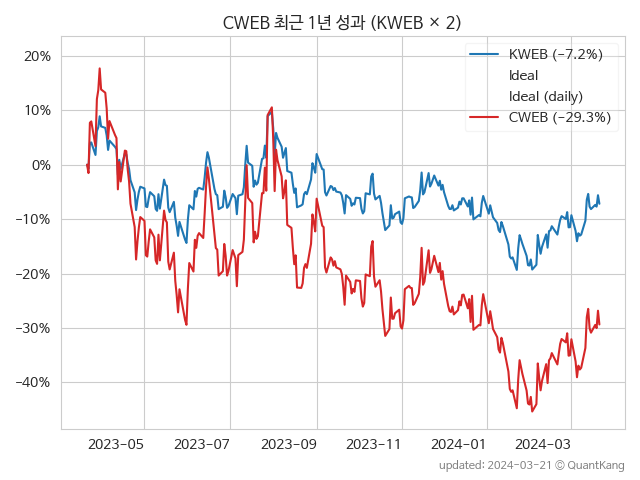 CWEB 최근 1년 성과 (KWEB × 2)
KWEB (−7.2%)
Ideal
Ideal (daily)
CWEB (−29.3%)
20%
10%
0%
−10%
−20%
−30%
−40%
2023−05
2023−07
2023−09
2023−11
2024−01
2024−03
updated: 2024−03−21 © QuantKang